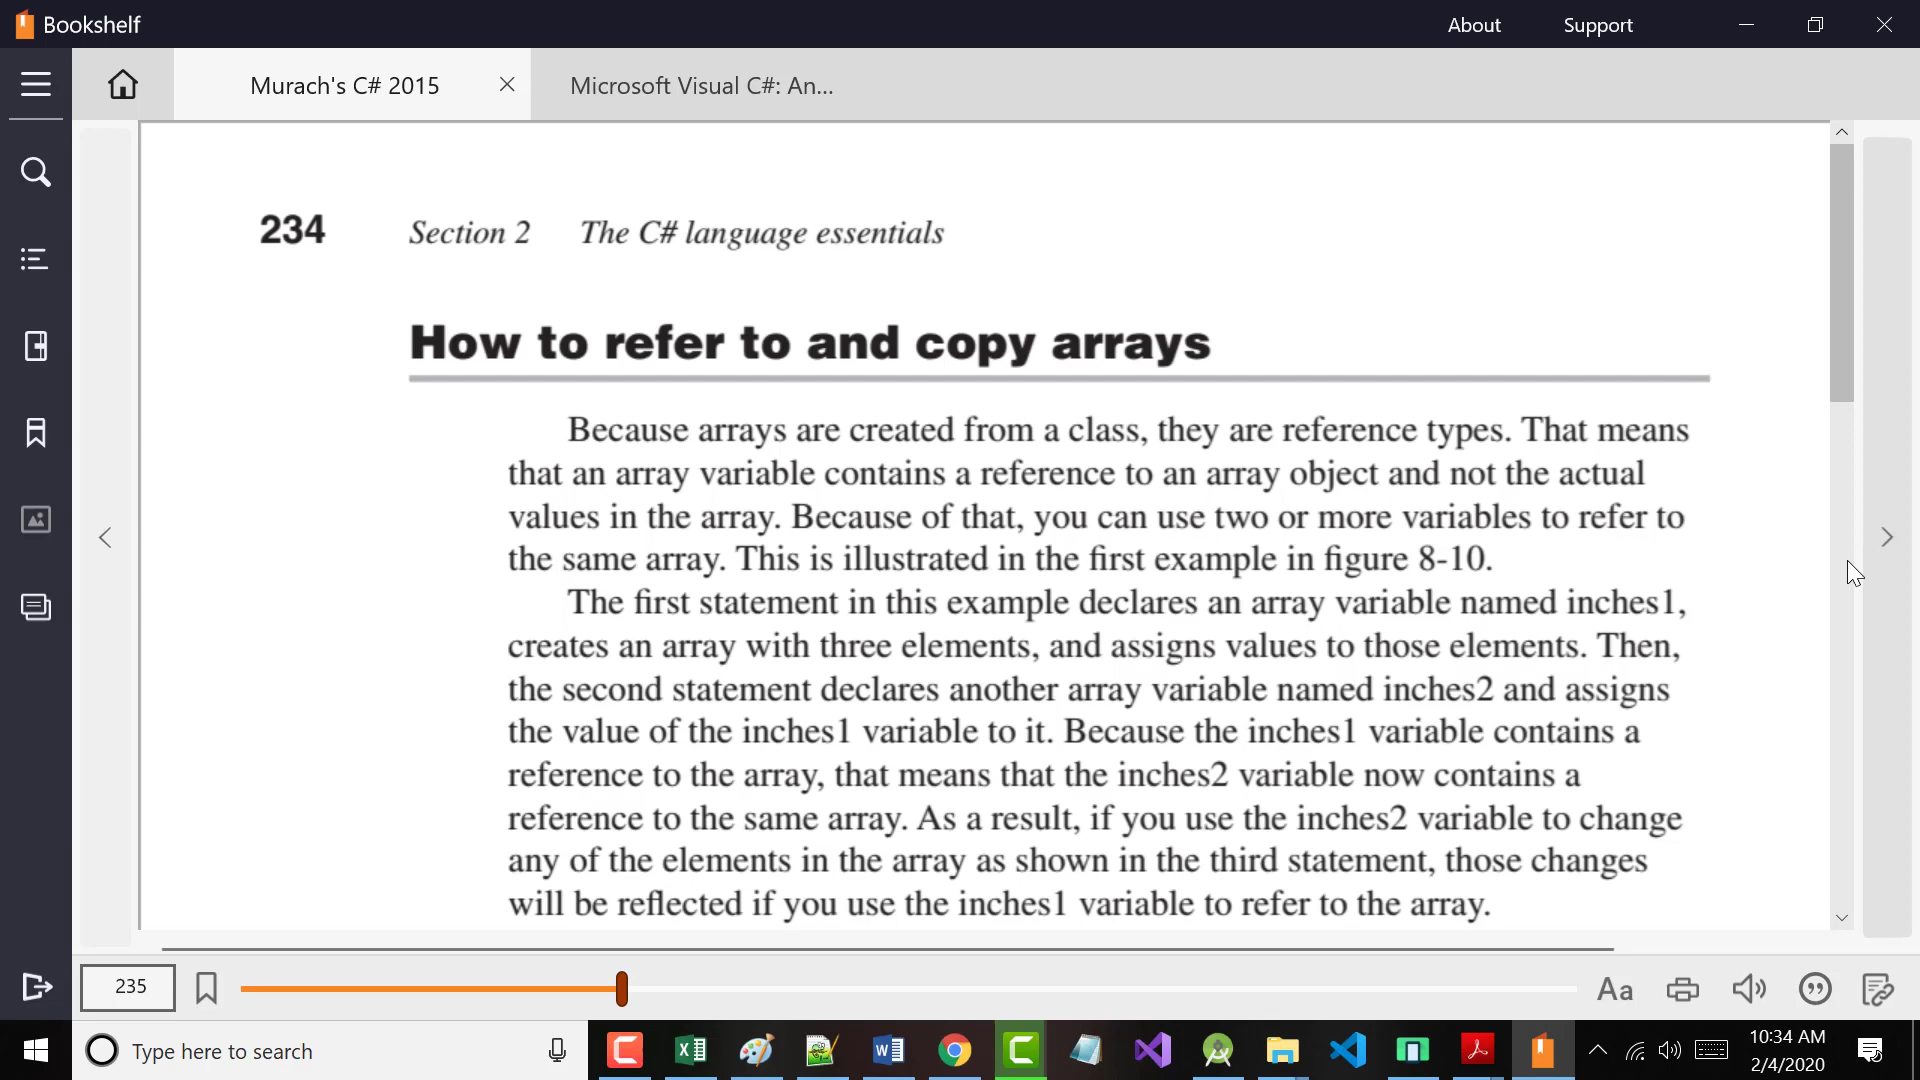 Bookshelf
About
Support
Murach's C# 2015
Microsoft Visual C#: An...
234
Section 2
The C# language essentials
How to refer to and copy arrays
Because arrays are created from a class, they are reference types. That means
that an array variable contains a reference to an array object and not the actual
values in the array. Because of that, you can use two or more variables to refer to
the same array. This is illustrated in the first example in figure 8-10.
The first statement in this example declares an array variable named inches1,
creates an array with three elements, and assigns values to those elements. Then,
the second statement declares another array variable named inches2 and assigns
the value of the inches1 variable to it. Because the inches1 variable contains a
reference to the array, that means that the inches2 variable now contains a
reference to the same array. As a result, if you use the inches2 variable to change
any of the elements in the array as shown in the third statement, those changes
will be reflected if you use the inches1 variable to refer to the array.
235
Aa
Type here to search
10:34 AM
2/4/2020